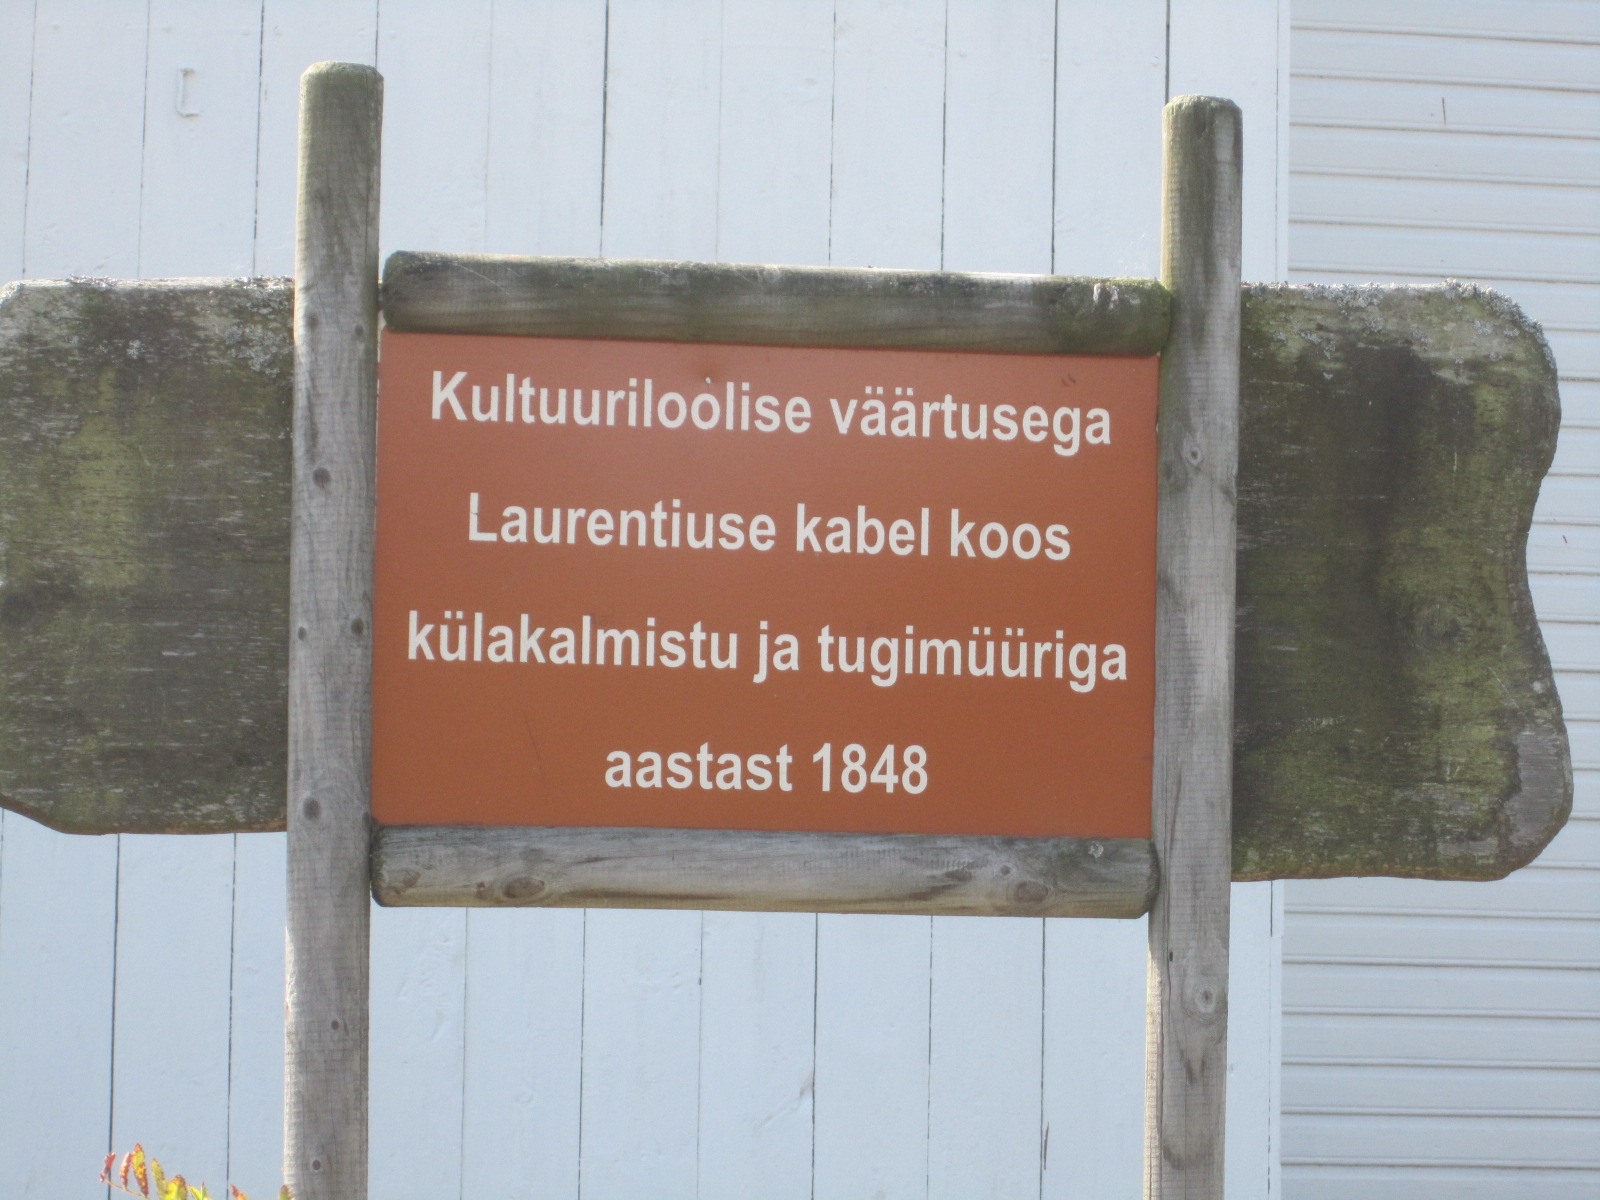 Kultuuriloolise väärtusega
Laurentiuse kabel koos
külakalmistu ja tugimüüriga
aastast 1848